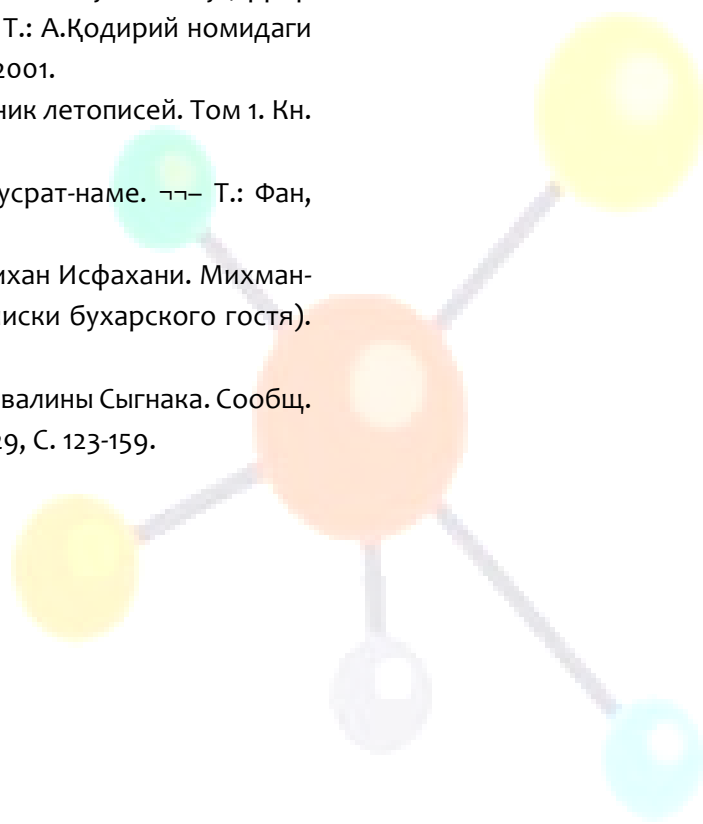 Т.: А.Қодирий номидаги
2001.
ник летописей. Том 1. Кн.
усрат-наме. ¬¬– Т.: Фан,
ихан Исфахани. Михман-
иски бухарского гостя).
валины Сыгнака. Сообщ.
29, С. 123-159.